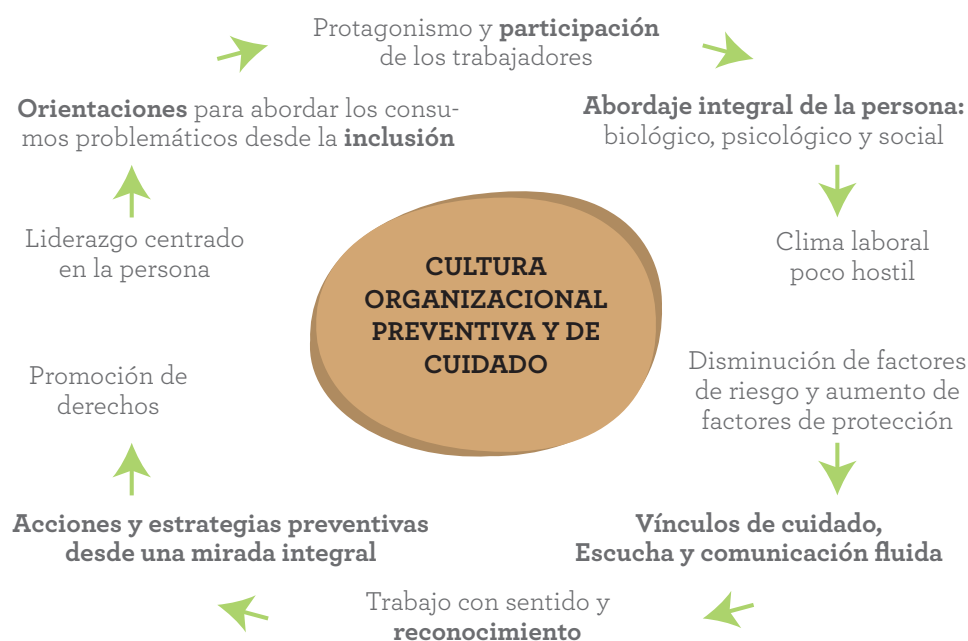 Protagonismo y participación
de los trabajadores
Orientaciones para abordar los consu-
mos problemáticos desde la inclusión
Abordaje integral de la persona:
biológico, psicológico y social
Liderazgo centrado
en la persona
Clima laboral
poco hostil
CULTURA
ORGANIZACIONAL
PREVENTIVA Y DE
CUIDADO
Promoción de
derechos
Disminución de factores
de riesgo y aumento de
factores de protección
Acciones y estrategias preventivas
desde una mirada integral
Vínculos de cuidado,
Escucha y comunicación fluida
Trabajo con sentido y
reconocimiento